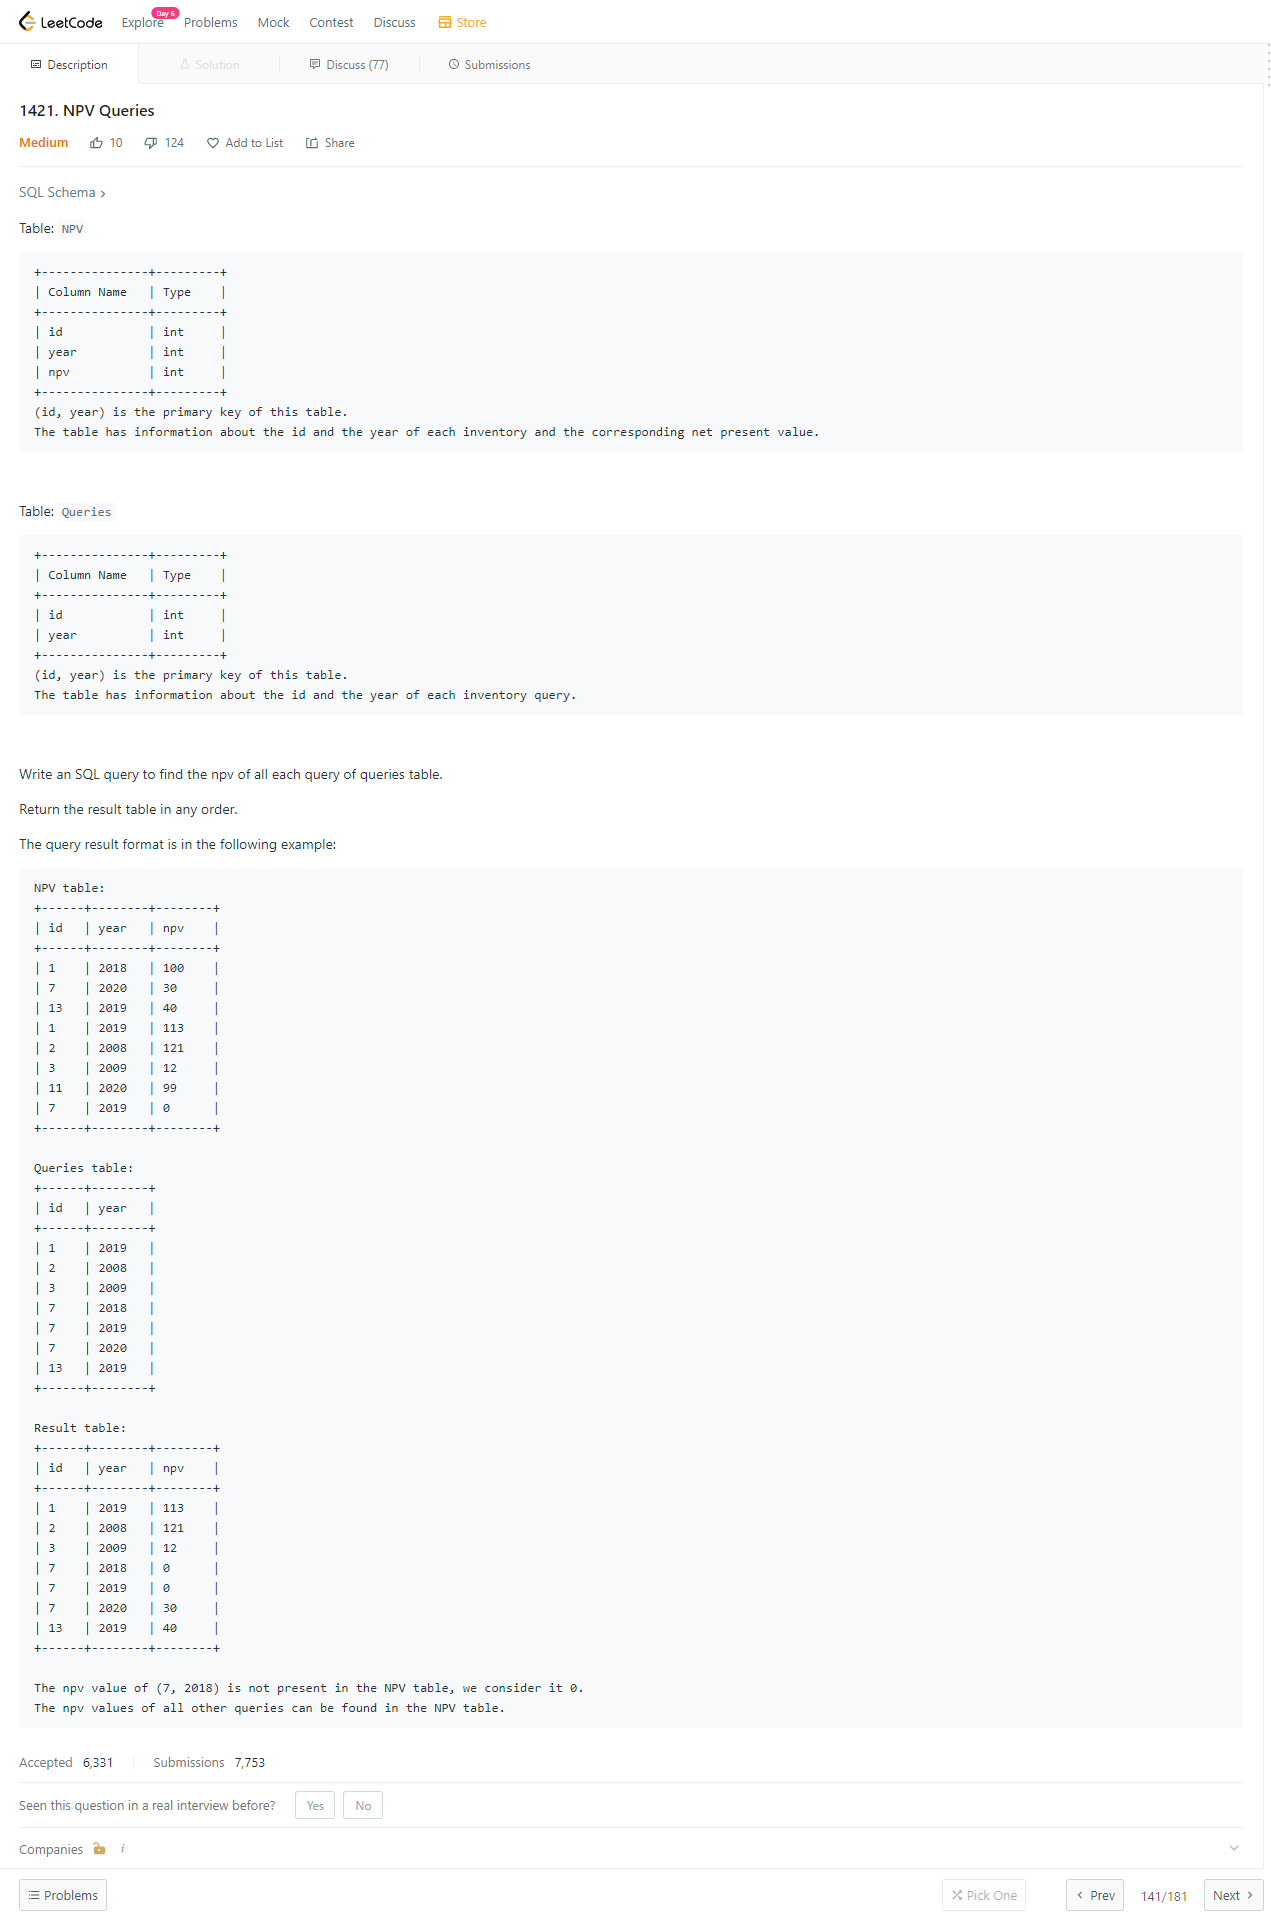 LeetCode Explore Day 6 Problems Mock Contest Discuss Store
Description Solution Discuss (77) Submissions
1421. NPV Queries
Medium 10 124 Add to List Share
SQL Schema ›
Table: NPV
+---------------+---------+
| Column Name   | Type    |
+---------------+---------+
| id            | int     |
| year          | int     |
| npv           | int     |
+---------------+---------+
(id, year) is the primary key of this table.
The table has information about the id and the year of each inventory and the corresponding net present value.
Table: Queries
+---------------+---------+
| Column Name   | Type    |
+---------------+---------+
| id            | int     |
| year          | int     |
+---------------+---------+
(id, year) is the primary key of this table.
The table has information about the id and the year of each inventory query.
Write an SQL query to find the npv of all each query of queries table.
Return the result table in any order.
The query result format is in the following example:
NPV table:
+------+--------+--------+
| id   | year   | npv    |
+------+--------+--------+
| 1    | 2018   | 100    |
| 7    | 2020   | 30     |
| 13   | 2019   | 40     |
| 1    | 2019   | 113    |
| 2    | 2008   | 121    |
| 3    | 2009   | 12     |
| 11   | 2020   | 99     |
| 7    | 2019   | 0      |
+------+--------+--------+
Queries table:
+------+--------+
| id   | year   |
+------+--------+
| 1    | 2019   |
| 2    | 2008   |
| 3    | 2009   |
| 7    | 2018   |
| 7    | 2019   |
| 7    | 2020   |
| 13   | 2019   |
+------+--------+
Result table:
+------+--------+--------+
| id   | year   | npv    |
+------+--------+--------+
| 1    | 2019   | 113    |
| 2    | 2008   | 121    |
| 3    | 2009   | 12     |
| 7    | 2018   | 0      |
| 7    | 2019   | 0      |
| 7    | 2020   | 30     |
| 13   | 2019   | 40     |
+------+--------+--------+
The npv value of (7, 2018) is not present in the NPV table, we consider it 0.
The npv values of all other queries can be found in the NPV table.
Accepted 6,331 Submissions 7,753
Seen this question in a real interview before? Yes No
Companies i
Problems Pick One ‹ Prev 141/181 Next ›